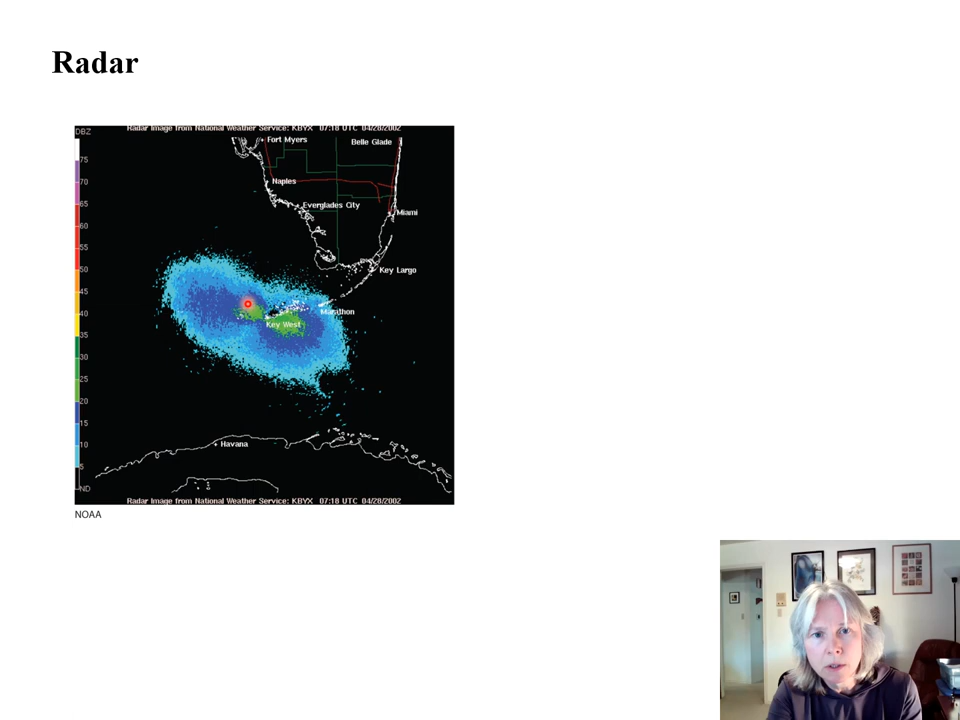 Radar
DBZ
Radar Image from National Weather Service: KBYX 07:18 UTC 04/28/2002
Fort Myers
Belle Glade
75
70
Naples
65
Everglades City
Miami
60
55
50
Key Largo
45
40
Marathon
Key West
35
30
25
20
15
10
Havana
5
ND
Radar Image from National Weather Service: KBYX 07:18 UTC 04/28/2002
NOAA